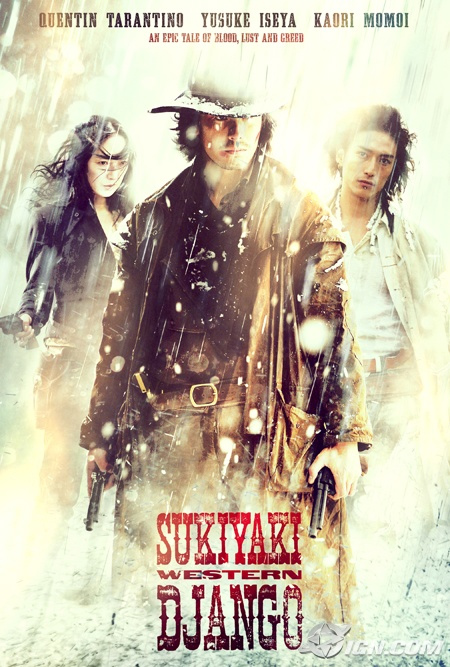 QUENTIN TARANTINO YUSUKE ISEYA KAORI MOMOI
AN EPIC TALE OF BLOOD, LUST AND GREED
SUKIYAKI
WESTERN
DJANGO
IGN.COM